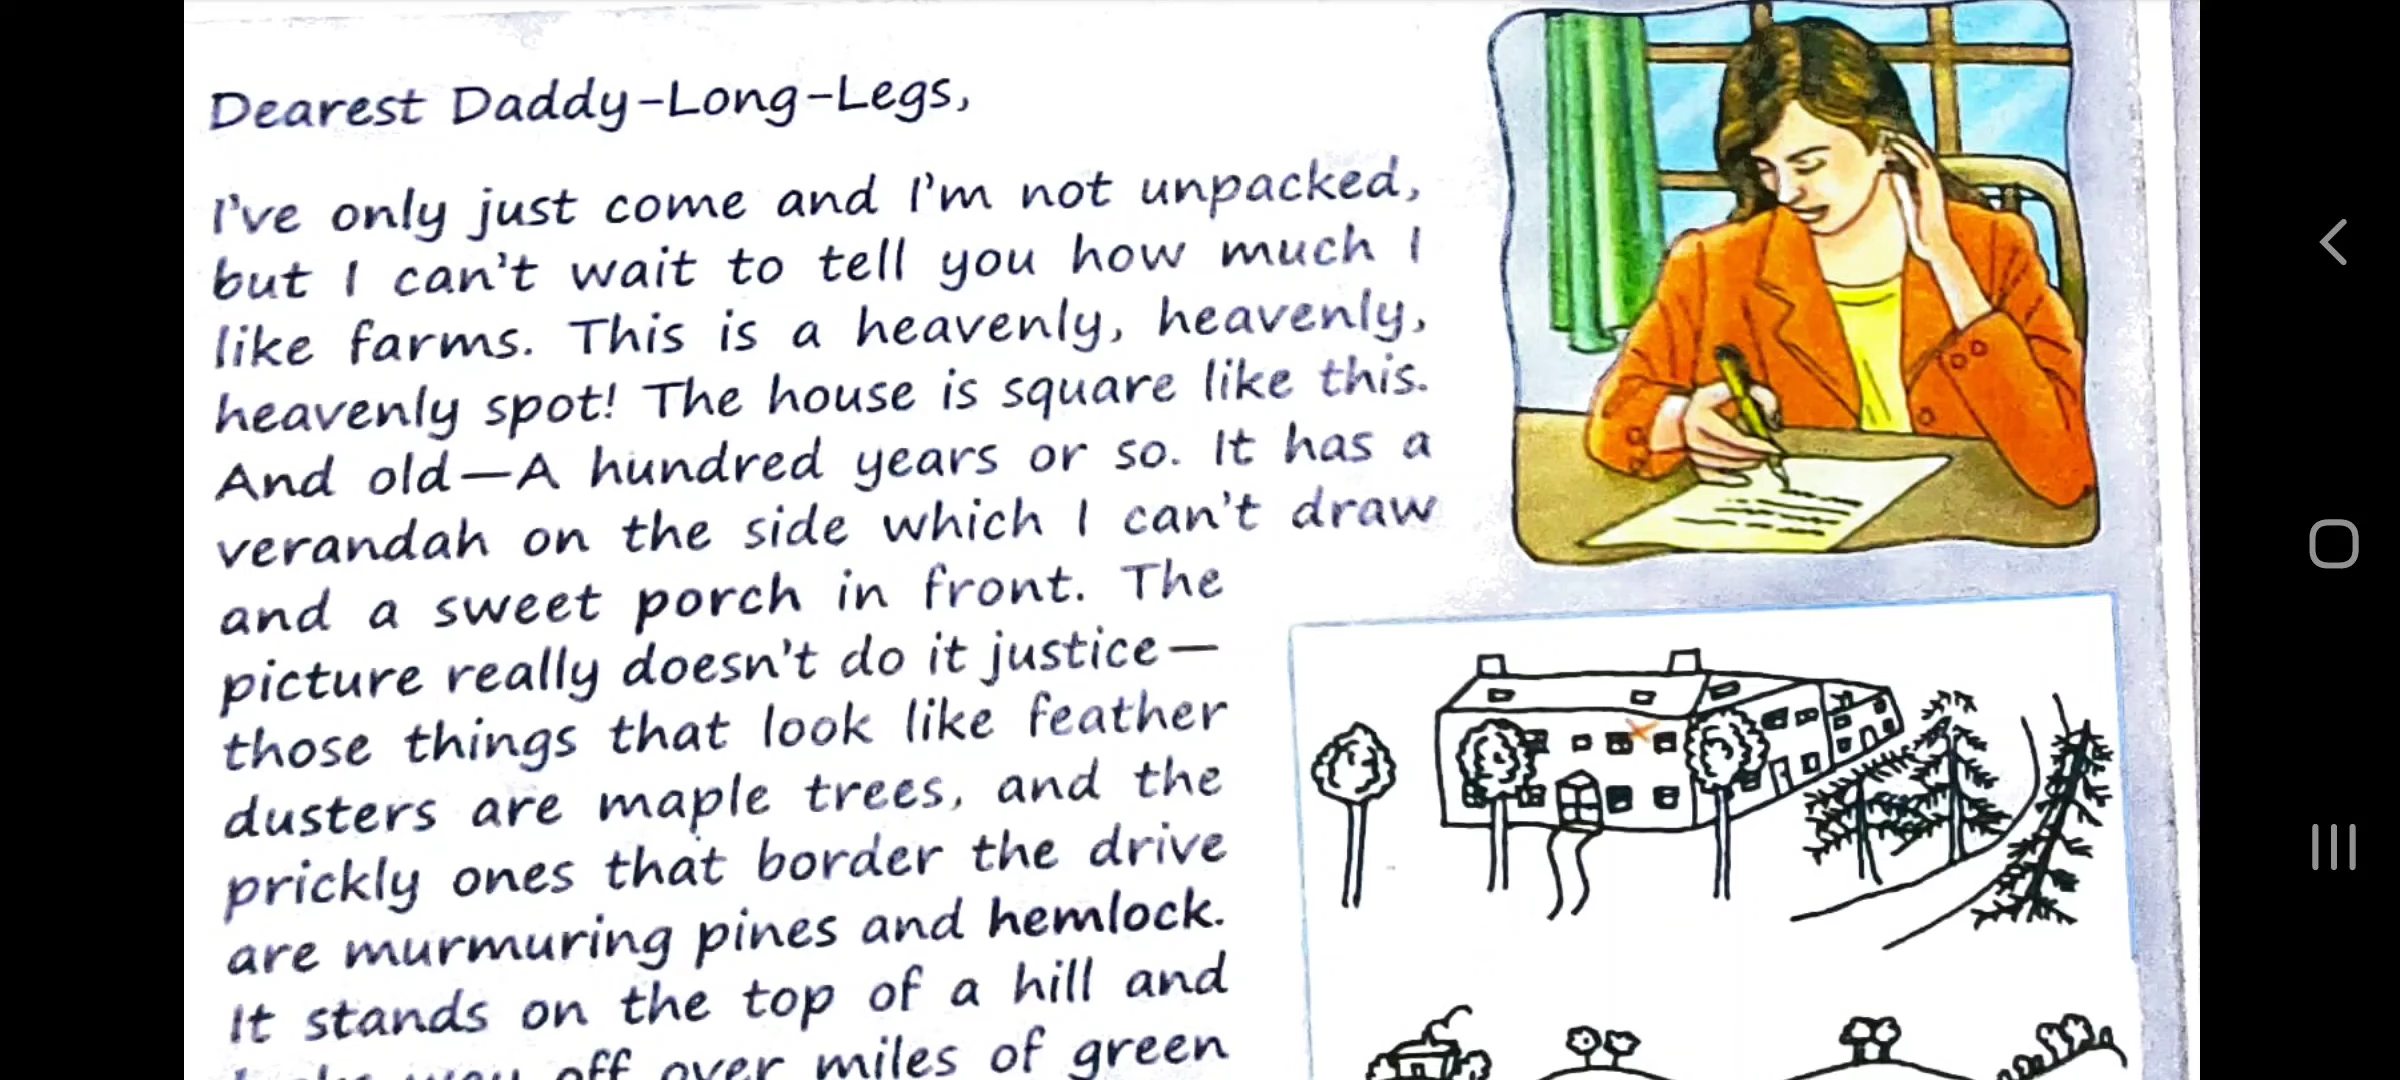 Dearest Daddy-Long-Legs,
I've only just come and I'm not unpacked,
but I can't wait to tell you how much I
like farms. This is a heavenly, heavenly,
heavenly spot! The house is square like this.
And old—A hundred years or so. It has a
verandah on the side which I can't draw
and a sweet porch in front. The
picture really doesn't do it justice—
those things that look like feather
dusters are maple trees, and the
prickly ones that border the drive
are murmuring pines and hemlock.
It stands on the top of a hill and
way off over miles of green